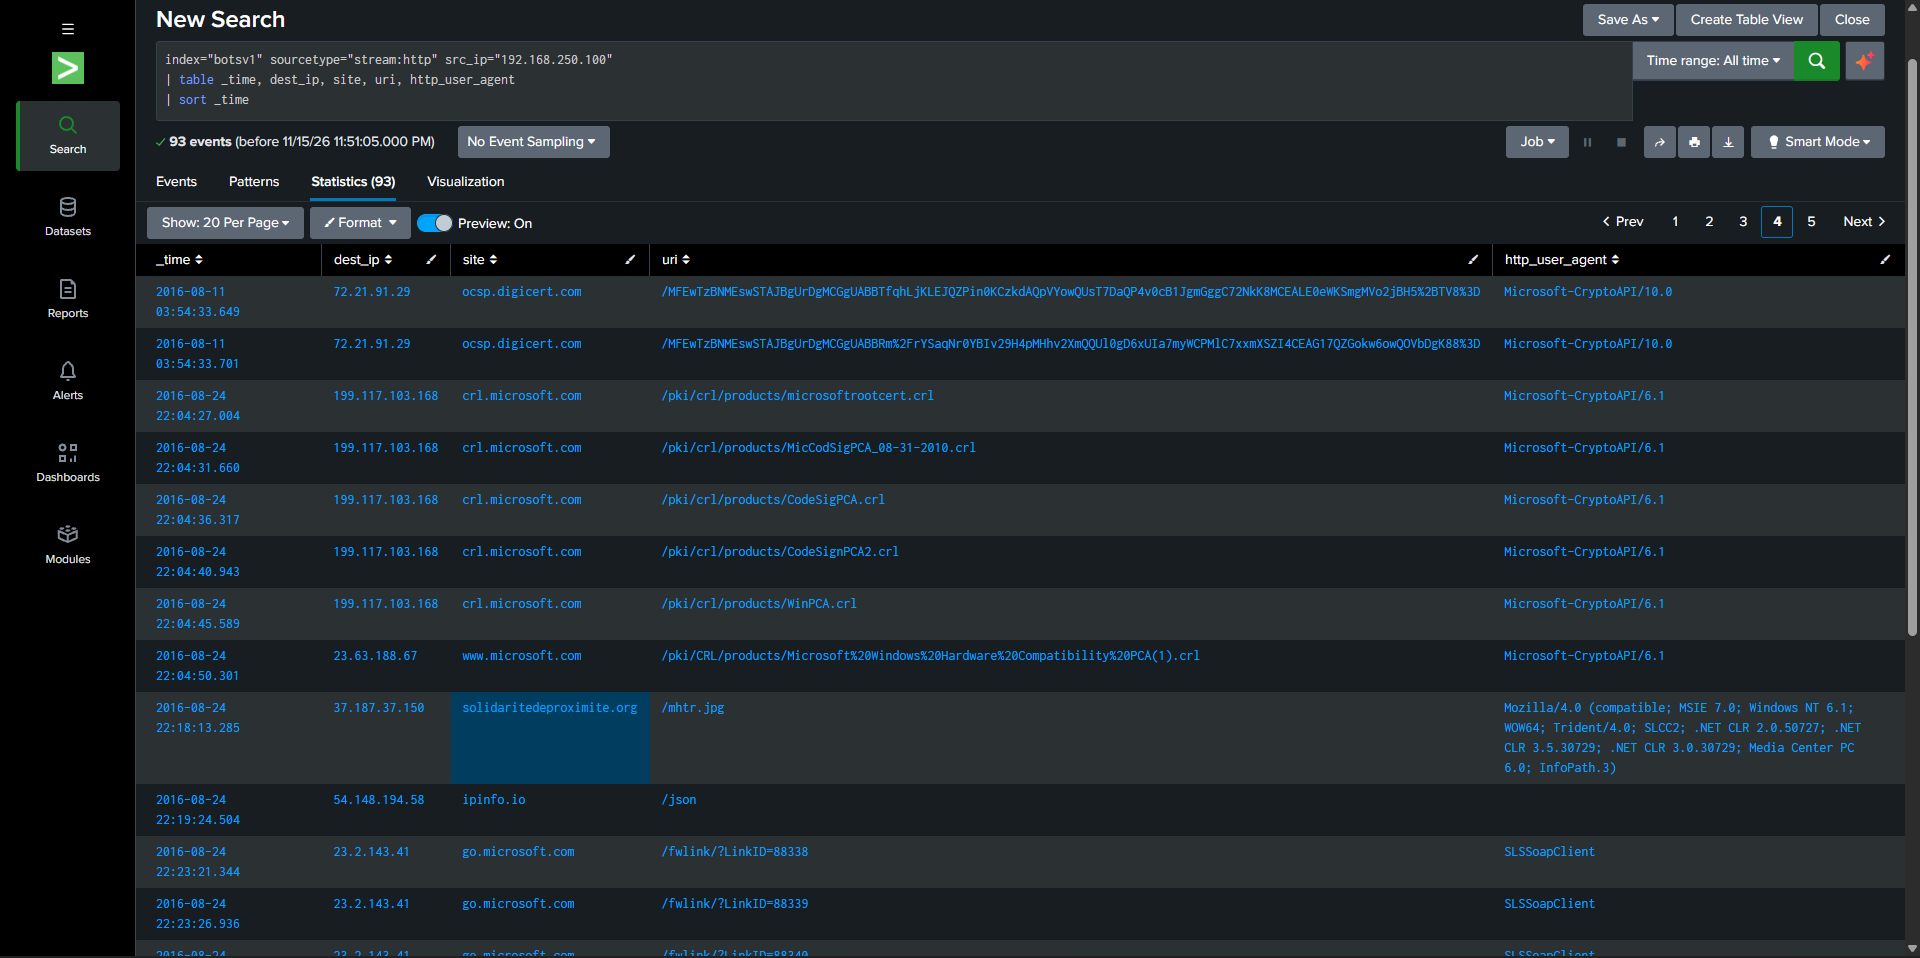 New Search
Save As
Create Table View
Close
index="botsv1" sourcetype="stream:http" src_ip="192.168.250.100"
| table _time, dest_ip, site, uri, http_user_agent
| sort _time
Time range: All time
93 events (before 11/15/26 11:51:05.000 PM)
No Event Sampling
Job
Smart Mode
Search
Datasets
Reports
Alerts
Dashboards
Modules
Events
Patterns
Statistics (93)
Visualization
Show: 20 Per Page
Format
Preview: On
Prev 1 2 3 4 5 Next
_time dest_ip site uri http_user_agent
2016-08-11 72.21.91.29 ocsp.digicert.com /MFEwTzBNMEswSTAJBgUrDgMCGgUABBTfqhLjKLEJQZPin0KCzkdAQpVYowQUsT7DaQP4v0cB1JgmGggC72NkK8MCEALE0eWKSmgMVo2jBH5%2BTV8%3D Microsoft-CryptoAPI/10.0
03:54:33.649
2016-08-11 72.21.91.29 ocsp.digicert.com /MFEwTzBNMEswSTAJBgUrDgMCGgUABBRm%2FrYSaqNr0YBIv29H4pMHhv2XmQQUl0gD6xUIa7myWCPMlC7xxmXSZI4CEAG17QZGokw6owQOVbDgK88%3D Microsoft-CryptoAPI/10.0
03:54:33.701
2016-08-24 199.117.103.168 crl.microsoft.com /pki/crl/products/microsoftrootcert.crl Microsoft-CryptoAPI/6.1
22:04:27.004
2016-08-24 199.117.103.168 crl.microsoft.com /pki/crl/products/MicCodSigPCA_08-31-2010.crl Microsoft-CryptoAPI/6.1
22:04:31.660
2016-08-24 199.117.103.168 crl.microsoft.com /pki/crl/products/CodeSigPCA.crl Microsoft-CryptoAPI/6.1
22:04:36.317
2016-08-24 199.117.103.168 crl.microsoft.com /pki/crl/products/CodeSignPCA2.crl Microsoft-CryptoAPI/6.1
22:04:40.943
2016-08-24 199.117.103.168 crl.microsoft.com /pki/crl/products/WinPCA.crl Microsoft-CryptoAPI/6.1
22:04:45.589
2016-08-24 23.63.188.67 www.microsoft.com /pki/CRL/products/Microsoft%20Windows%20Hardware%20Compatibility%20PCA(1).crl Microsoft-CryptoAPI/6.1
22:04:50.301
2016-08-24 37.187.37.150 solidaritedeproximite.org /mhtr.jpg Mozilla/4.0 (compatible; MSIE 7.0; Windows NT 6.1;
22:18:13.285 WOW64; Trident/4.0; SLCC2; .NET CLR 2.0.50727; .NET
CLR 3.5.30729; .NET CLR 3.0.30729; Media Center PC
6.0; InfoPath.3)
2016-08-24 54.148.194.58 ipinfo.io /json
22:19:24.504
2016-08-24 23.2.143.41 go.microsoft.com /fwlink/?LinkID=88338 SLSSoapClient
22:23:21.344
2016-08-24 23.2.143.41 go.microsoft.com /fwlink/?LinkID=88339 SLSSoapClient
22:23:26.936
2016-08-24 23.2.143.41 go.microsoft.com /fwlink/?LinkID=88340 SLSSoapClient